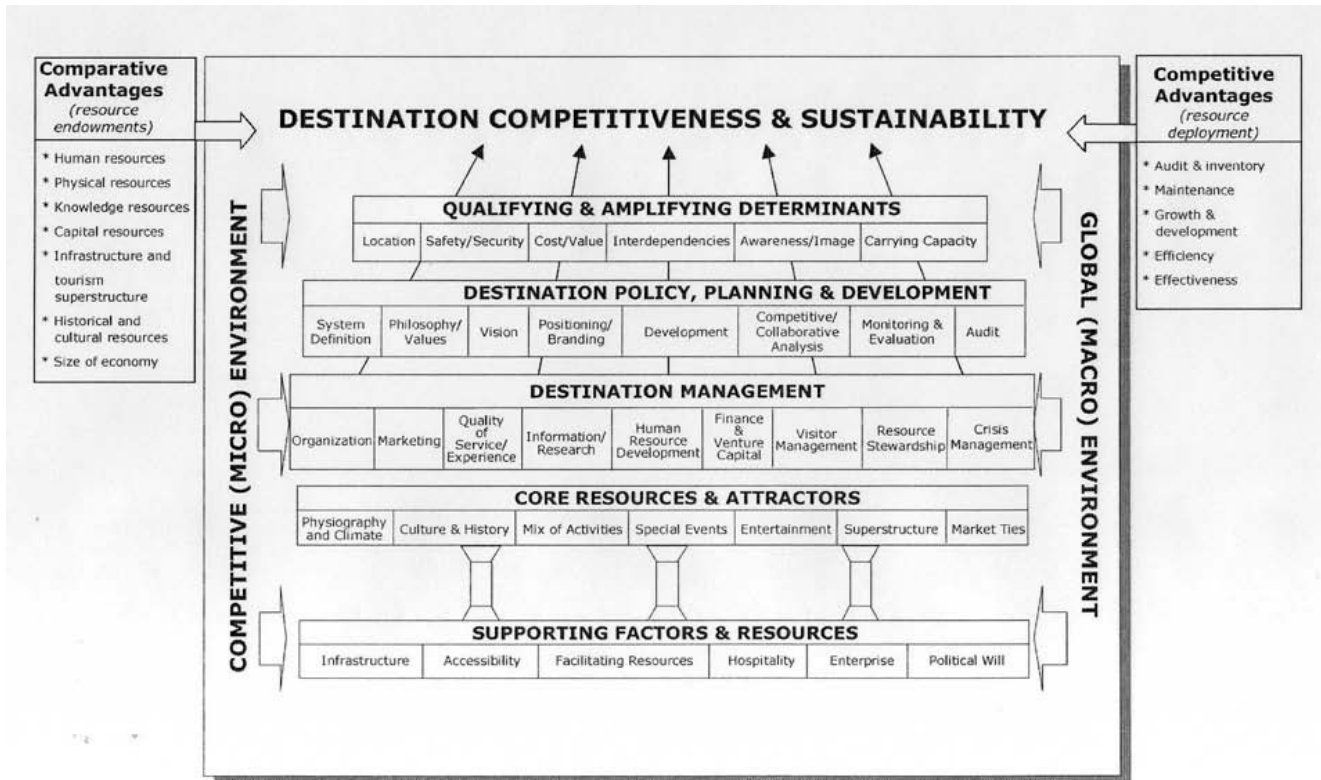 Comparative
Advantages
(resource
endowments)
* Human resources
* Physical resources
* Knowledge resources
* Capital resources
* Infrastructure and
tourism
superstructure
* Historical and
cultural resources
* Size of economy
COMPETITIVE (MICRO) ENVIRONMENT
DESTINATION COMPETITIVENESS & SUSTAINABILITY
QUALIFYING & AMPLIFYING DETERMINANTS
Location
Safety/Security
Cost/Value
Interdependencies
Awareness/Image
Carrying Capacity
DESTINATION POLICY, PLANNING & DEVELOPMENT
System
Definition
Philosophy/
Values
Vision
Positioning/
Branding
Development
Competitive/
Collaborative
Analysis
Monitoring &
Evaluation
Audit
DESTINATION MANAGEMENT
Organization
Marketing
Quality
of
Service/
Experience
Information/
Research
Human
Resource
Development
Finance
&
Venture
Capital
Visitor
Management
Resource
Stewardship
Crisis
Management
CORE RESOURCES & ATTRACTORS
Physiography
and Climate
Culture & History
Mix of Activities
Special Events
Entertainment
Superstructure
Market Ties
SUPPORTING FACTORS & RESOURCES
Infrastructure
Accessibility
Facilitating Resources
Hospitality
Enterprise
Political Will
GLOBAL (MACRO) ENVIRONMENT
Competitive
Advantages
(resource
deployment)
* Audit & inventory
* Maintenance
* Growth &
development
* Efficiency
* Effectiveness